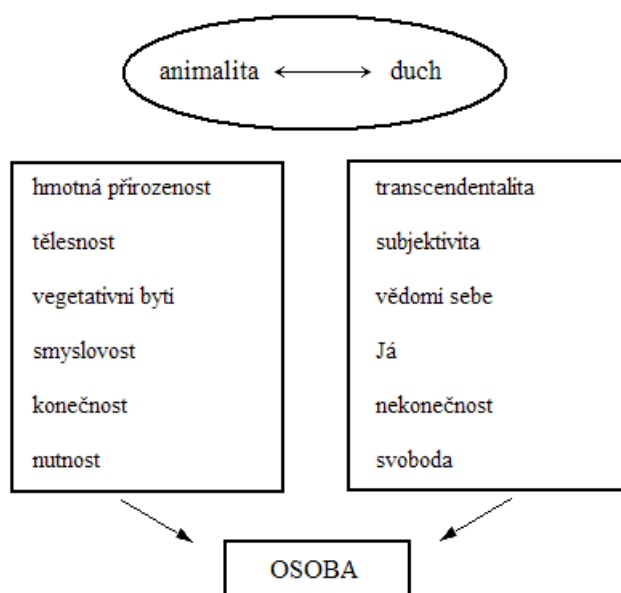 animalita duch
hmotná přirozenost
tělesnost
vegetativní bytí
smyslovost
konečnost
nutnost
transcendentalita
subjektivita
vědomí sebe
Já
nekonečnost
svoboda
OSOBA